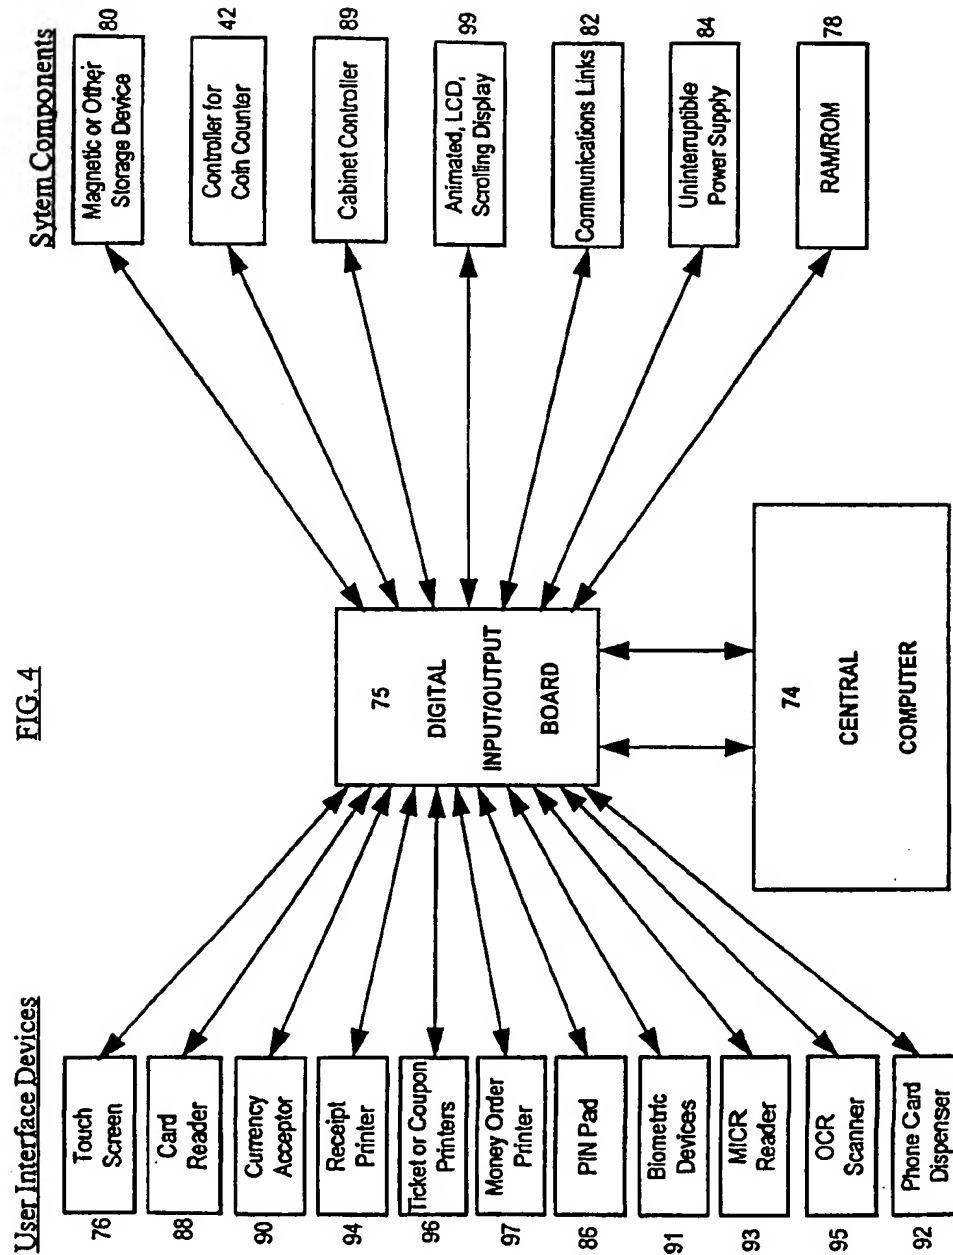 FIG. 4
User Interface Devices
76
Touch
Screen
88
Card
Reader
90
Currency
Acceptor
94
Receipt
Printer
96
Ticket or Coupon
Printers
97
Money Order
Printer
86
PIN Pad
91
Biometric
Devices
93
MICR
Reader
95
OCR
Scanner
92
Phone Card
Dispenser
75
DIGITAL
INPUT/OUTPUT
BOARD
74
CENTRAL
COMPUTER
Sytem Components
Magnetic or Other
Storage Device
80
Controller for
Coin Counter
42
Cabinet Controller
89
Animated, LCD,
Scrolling Display
99
Communications Links
82
Uninterruptible
Power Supply
84
RAM/ROM
78